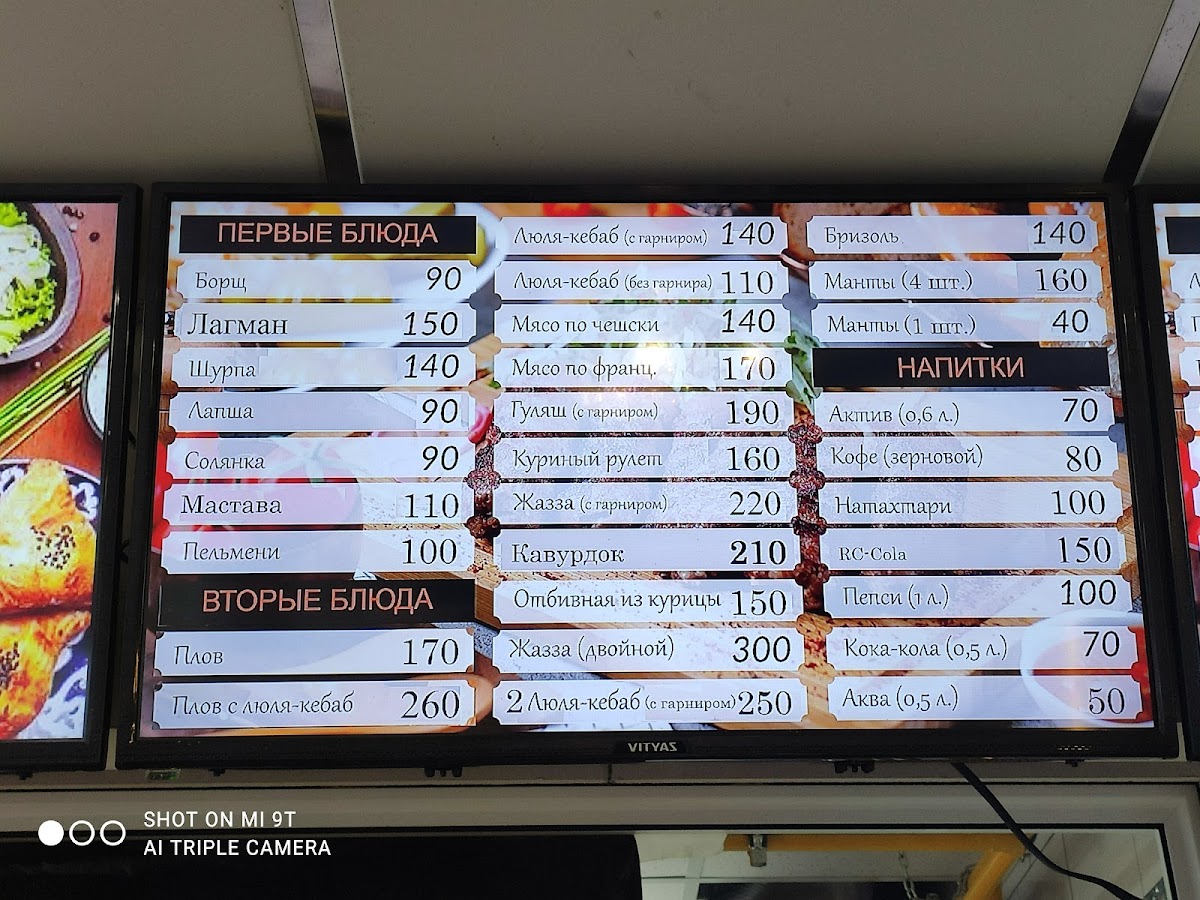 ПЕРВЫЕ БЛЮДА
Борщ 90
Лагман 150
Шурпа 140
Лапша 90
Солянка 90
Мастава 110
Пельмени 100
ВТОРЫЕ БЛЮДА
Плов 170
Плов с люля-кебаб 260
Люля-кебаб (с гарниром) 140
Люля-кебаб (без гарнира) 110
Мясо по чешски 140
Мясо по франц. 170
Гуляш (с гарниром) 190
Куриный рулет 160
Жазза (с гарниром) 220
Кавурдок 210
Отбивная из курицы 150
Жазза (двойной) 300
2 Люля-кебаб (с гарниром) 250
Бризоль 140
Манты (4 шт.) 160
Манты (1 шт.) 40
НАПИТКИ
Актив (0,6 л.) 70
Кофе (зерновой) 80
Натахтари 100
RC-Cola 150
Пепси (1 л.) 100
Кока-кола (0,5 л.) 70
Аква (0,5 л.) 50
VITYAS
SHOT ON MI 9T
AI TRIPLE CAMERA